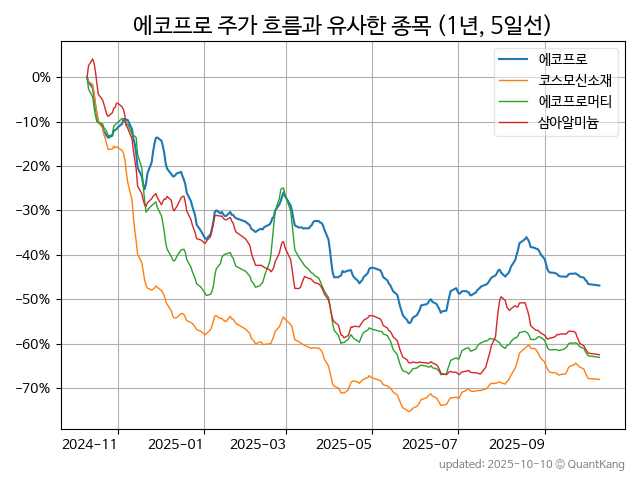 에코프로 주가 흐름과 유사한 종목 (1년, 5일선)
에코프로
코스모신소재
에코프로머티
삼아알미늄
0%
−10%
−20%
−30%
−40%
−50%
−60%
−70%
2024−11
2025−01
2025−03
2025−05
2025−07
2025−09
updated: 2025-10-10 © QuantKang